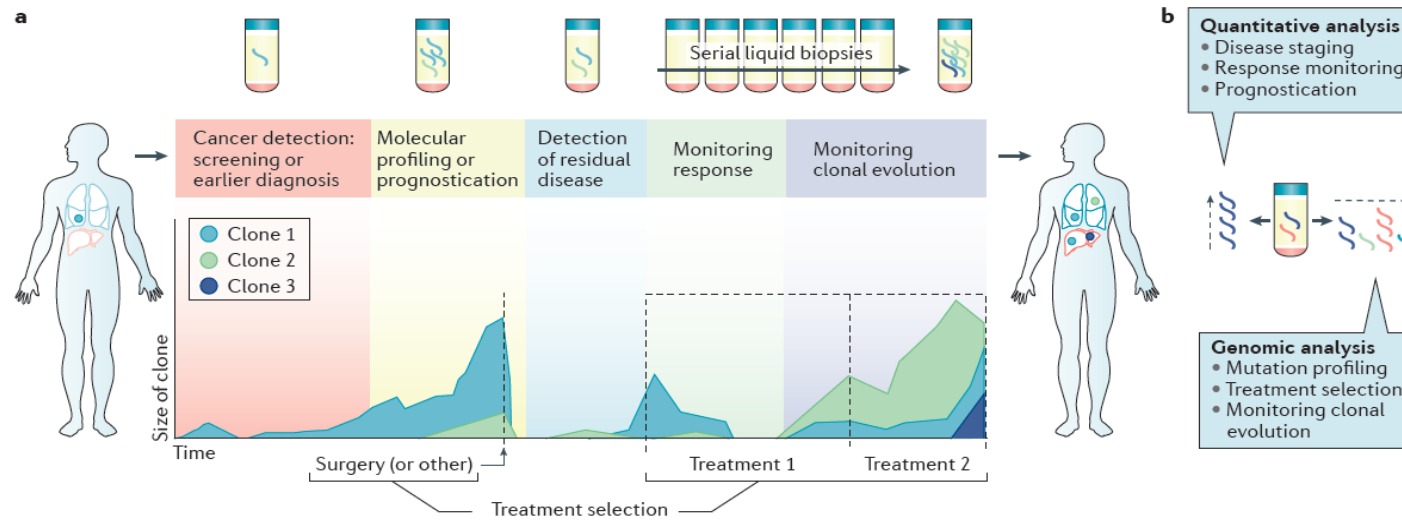 a
Serial liquid biopsies
Cancer detection:
screening or
earlier diagnosis
Molecular
profiling or
prognostication
Detection
of residual
disease
Monitoring
response
Monitoring
clonal evolution
Clone 1
Clone 2
Clone 3
Size of clone
Time
Surgery (or other)
Treatment 1
Treatment 2
Treatment selection
b
Quantitative analysis
• Disease staging
• Response monitoring
• Prognostication
Genomic analysis
• Mutation profiling
• Treatment selection
• Monitoring clonal
evolution